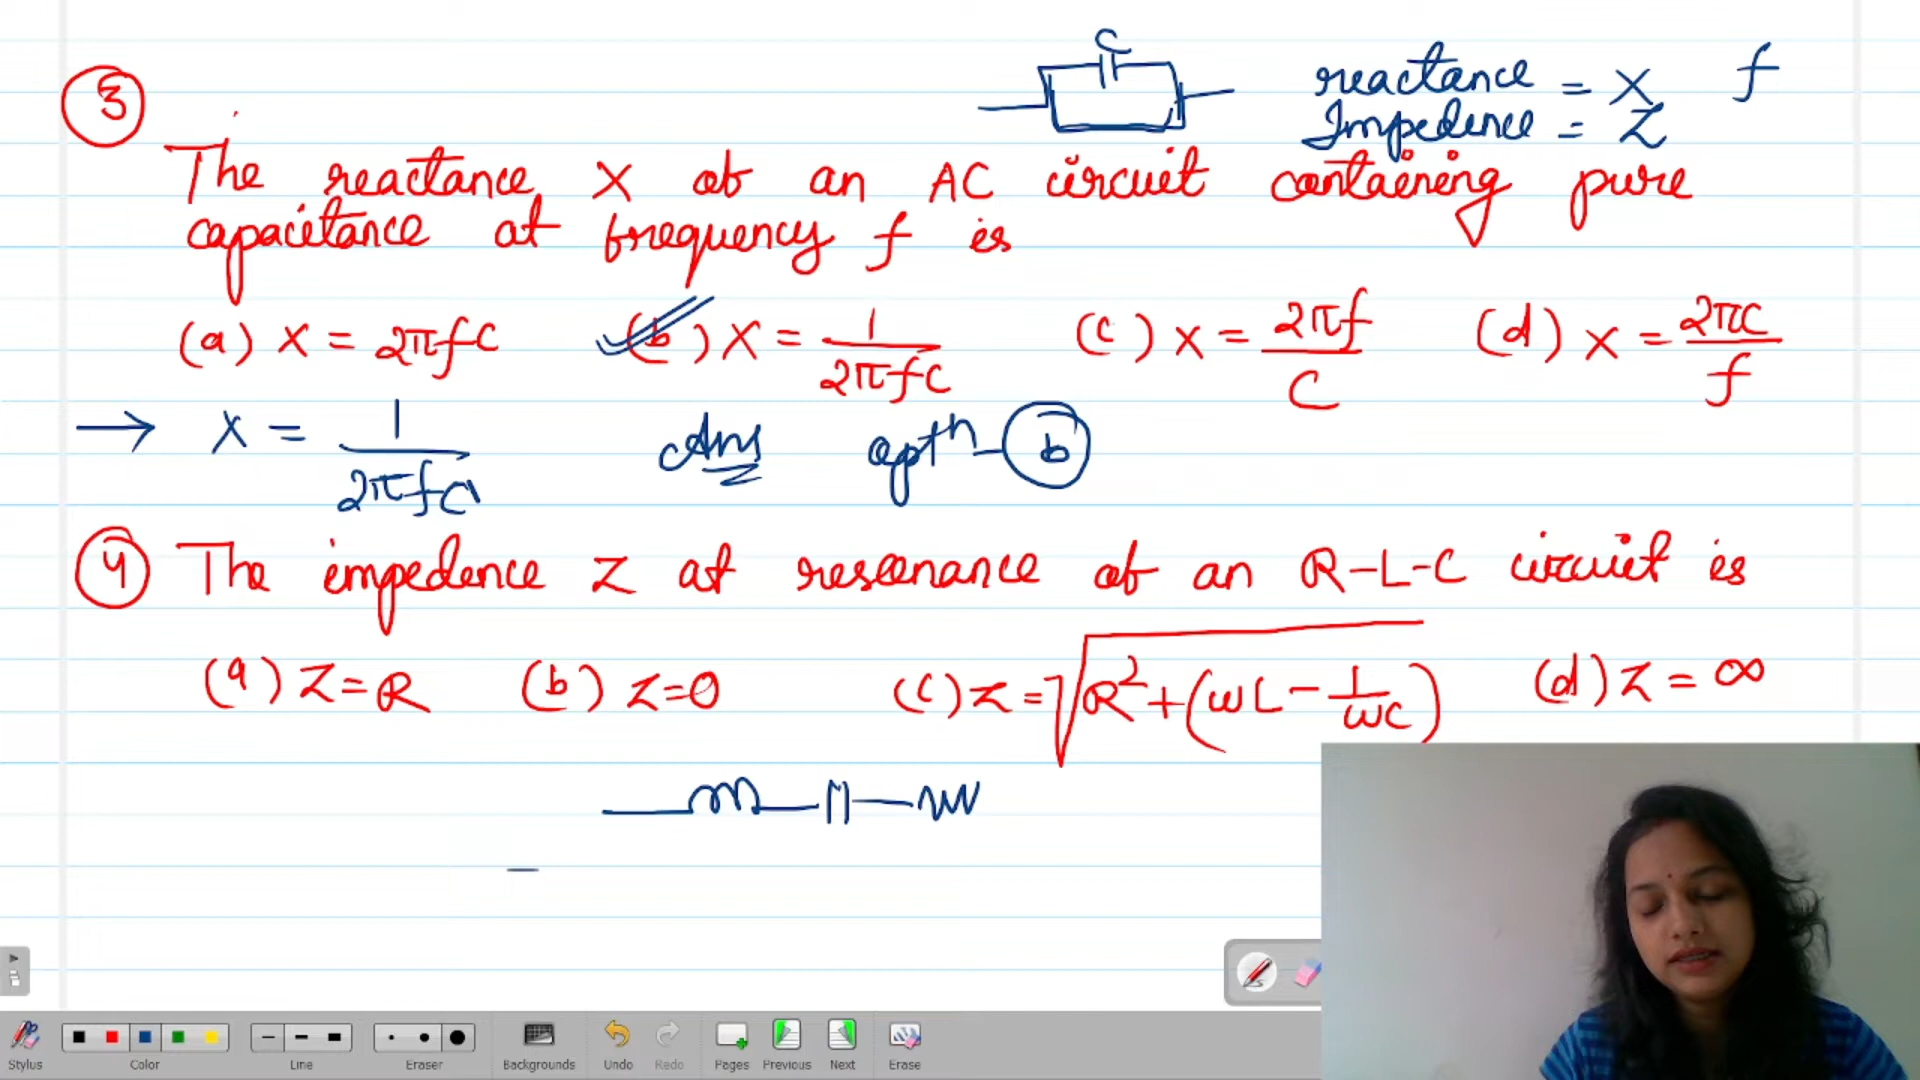 C
reactance = X f
Impedence = Z
3
The reactance X of an AC circuit containing pure
capacitance at frequency f is
(a) X = 2πfC (b) X = 1/2πfC (c) X = 2πf/C (d) X = 2πC/f
→ X = 1/2πfC Ans optn - b
4 The impedence Z at resonance of an R-L-C circuit is
(a) Z=R (b) Z=0 (c) Z=√R²+(ωL-1/ωC) (d) Z=∞
Stylus Color Line Eraser Backgrounds Undo Redo Pages Previous Next Erase